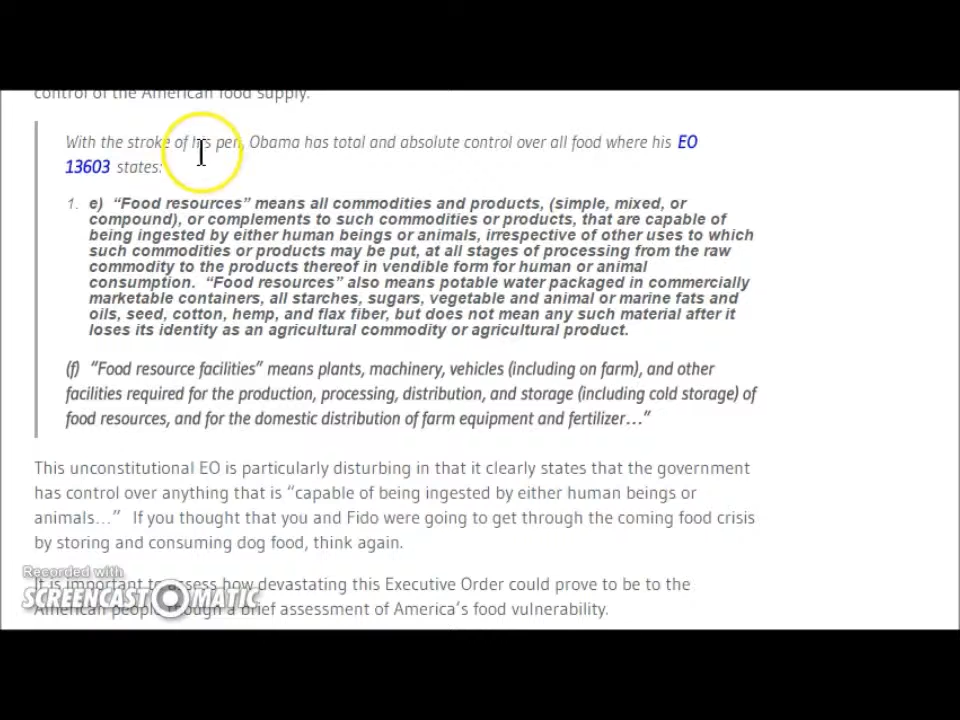 control of the American food supply.
With the stroke of his pen, Obama has total and absolute control over all food where his EO
13603 states:
1. e) “Food resources” means all commodities and products, (simple, mixed, or
compound), or complements to such commodities or products, that are capable of
being ingested by either human beings or animals, irrespective of other uses to which
such commodities or products may be put, at all stages of processing from the raw
commodity to the products thereof in vendible form for human or animal
consumption. “Food resources” also means potable water packaged in commercially
marketable containers, all starches, sugars, vegetable and animal or marine fats and
oils, seed, cotton, hemp, and flax fiber, but does not mean any such material after it
loses its identity as an agricultural commodity or agricultural product.
(f) “Food resource facilities” means plants, machinery, vehicles (including on farm), and other
facilities required for the production, processing, distribution, and storage (including cold storage) of
food resources, and for the domestic distribution of farm equipment and fertilizer…”
This unconstitutional EO is particularly disturbing in that it clearly states that the government
has control over anything that is “capable of being ingested by either human beings or
animals…” If you thought that you and Fido were going to get through the coming food crisis
by storing and consuming dog food, think again.
Recorded with
It is important to assess how devastating this Executive Order could prove to be to the
SCREENCAST-O-MATIC
American people though a brief assessment of America’s food vulnerability.